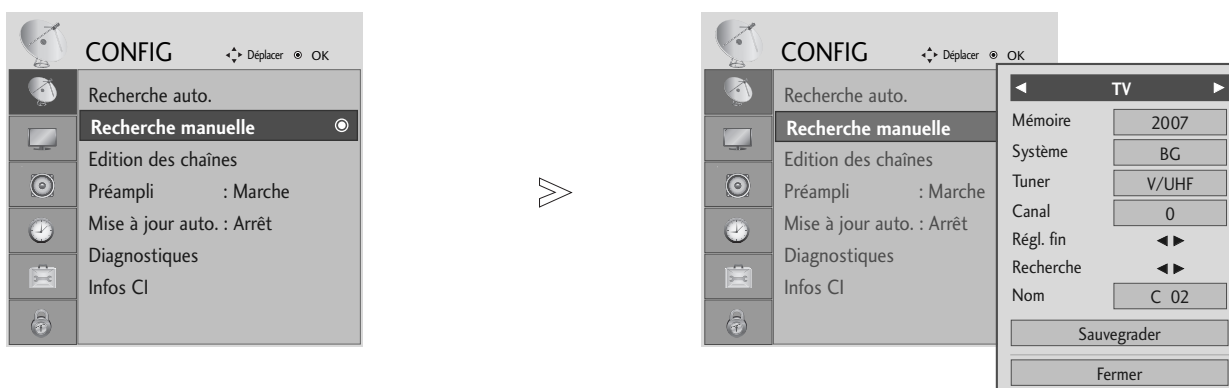 CONFIG
Déplacer OK
Recherche auto.
Recherche manuelle
Edition des chaînes
Préampli : Marche
Mise à jour auto. : Arrêt
Diagnostiques
Infos CI
CONFIG
Déplacer OK
Recherche auto.
Recherche manuelle
Edition des chaînes
Préampli : Marche
Mise à jour auto. : Arrêt
Diagnostiques
Infos CI
TV
Mémoire 2007
Système BG
Tuner V/UHF
Canal 0
Régl. fin
Recherche
Nom C 02
Sauvegrader
Fermer